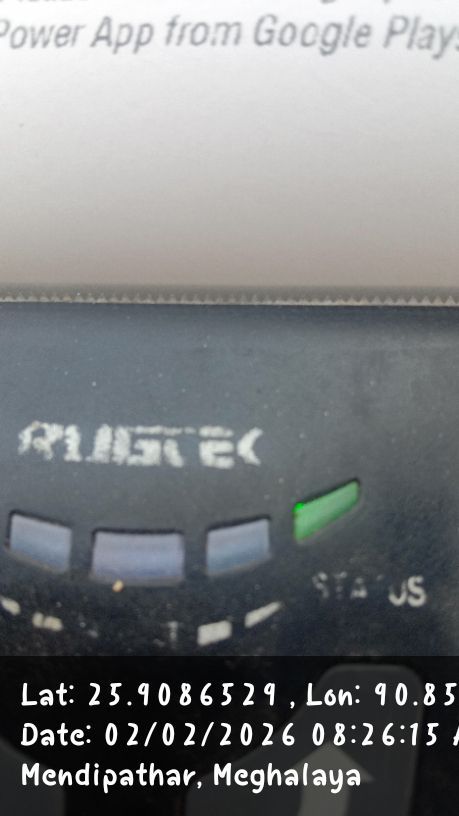 Power App from Google Play
RUGTEK
STATUS
Lat: 25.9086529 , Lon: 90.85
Date: 02/02/2026 08:26:15
Mendipathar, Meghalaya